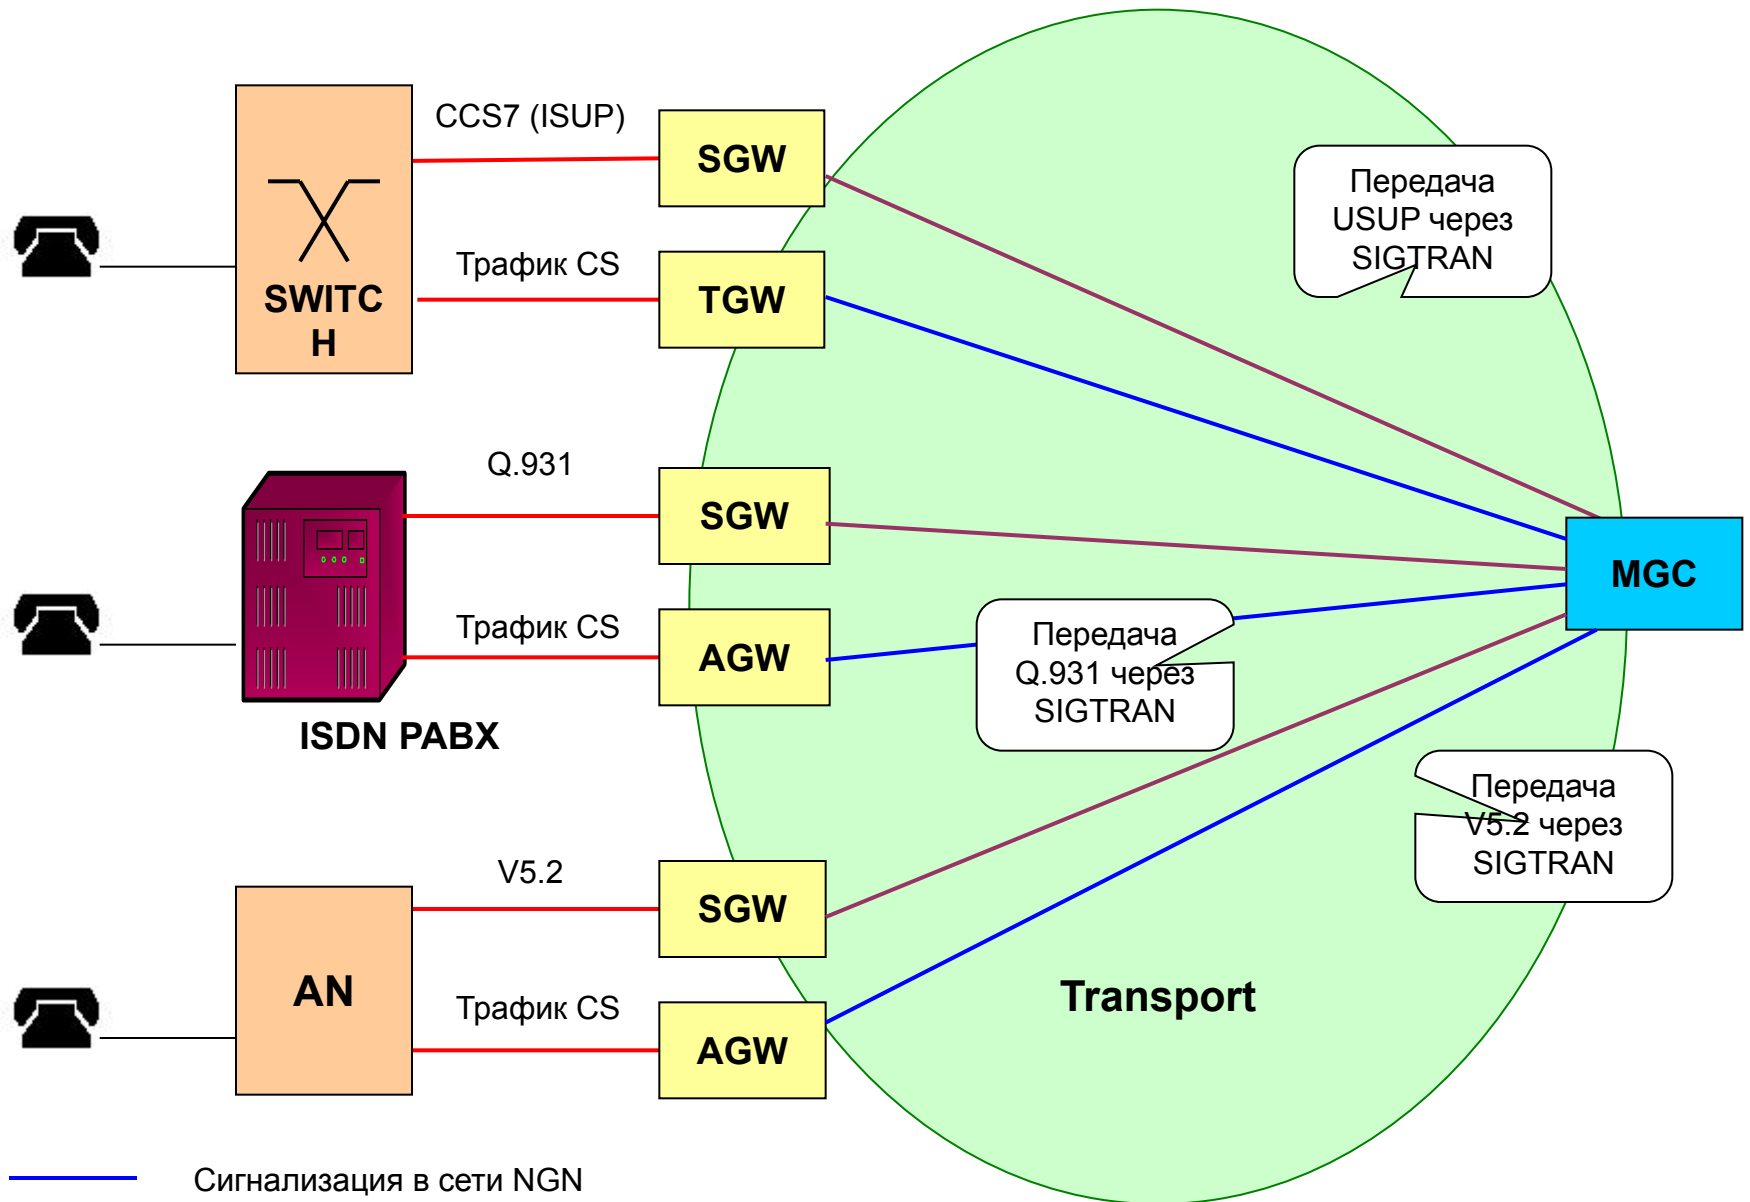 CCS7 (ISUP)
SGW
Передача
USUP через
SIGTRAN
Трафик CS
SWITC
H
TGW
Q.931
SGW
MGC
Трафик CS
AGW
Передача
Q.931 через
SIGTRAN
ISDN PABX
Передача
V5.2 через
SIGTRAN
V5.2
SGW
AN
Трафик CS
Transport
AGW
Сигнализация в сети NGN